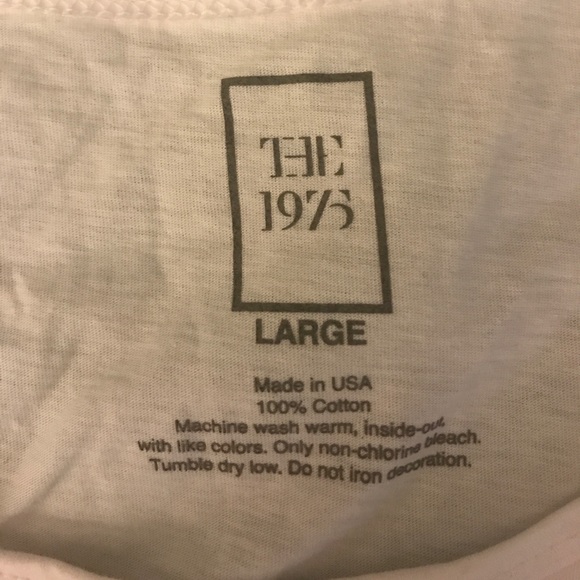 THE
1975
LARGE
Made in USA
100% Cotton
Machine wash warm, inside-out,
with like colors. Only non-chlorine bleach.
Tumble dry low. Do not iron decoration.